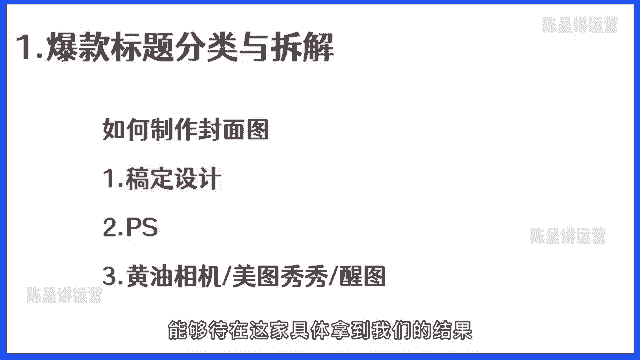 陈昱讲运营
1.爆款标题分类与拆解
如何制作封面图
1.稿定设计
2.PS
陈昱讲运营
3.黄油相机/美图秀秀/醒图
陈昱讲运营
能够待在这家具体拿到我们的结果